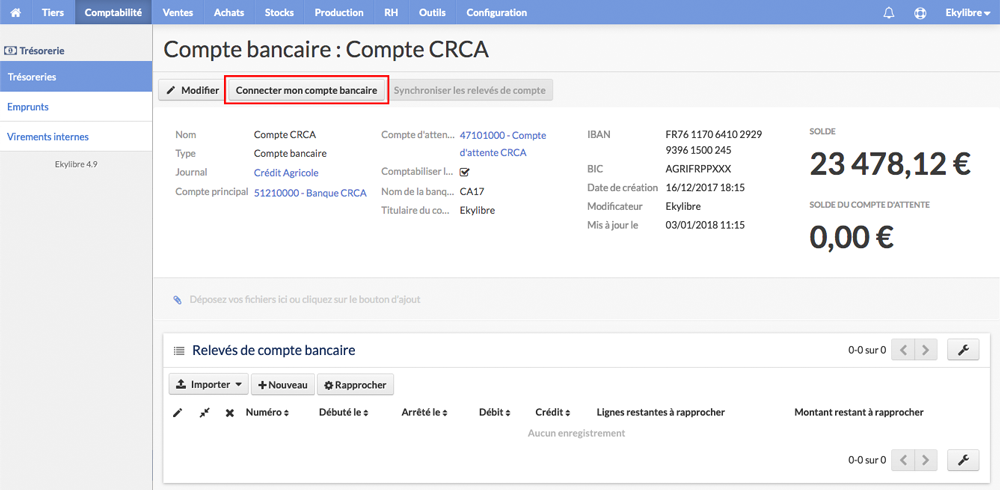 Tiers Comptabilité Ventes Achats Stocks Production RH Outils Configuration Ekylibre
Trésorerie
Trésoreries
Emprunts
Virements internes
Ekylibre 4.9
Compte bancaire : Compte CRCA
Modifier Connecter mon compte bancaire Synchroniser les relevés de compte
Nom Compte CRCA
Type Compte bancaire
Journal Crédit Agricole
Compte principal 51210000 - Banque CRCA
Compte d'atten... 47101000 - Compte
d'attente CRCA
Comptabiliser l...
Nom de la banq... CA17
Titulaire du co... Ekylibre
IBAN FR76 1170 6410 2929
9396 1500 245
BIC AGRIFRPPXXX
Date de création 16/12/2017 18:15
Modificateur Ekylibre
Mis à jour le 03/01/2018 11:15
SOLDE
23 478,12 €
SOLDE DU COMPTE D'ATTENTE
0,00 €
Déposez vos fichiers ici ou cliquez sur le bouton d'ajout
Relevés de compte bancaire 0-0 sur 0
Importer Nouveau Rapprocher
Numéro Débuté le Arrêté le Débit Crédit Lignes restantes à rapprocher Montant restant à rapprocher
Aucun enregistrement
0-0 sur 0